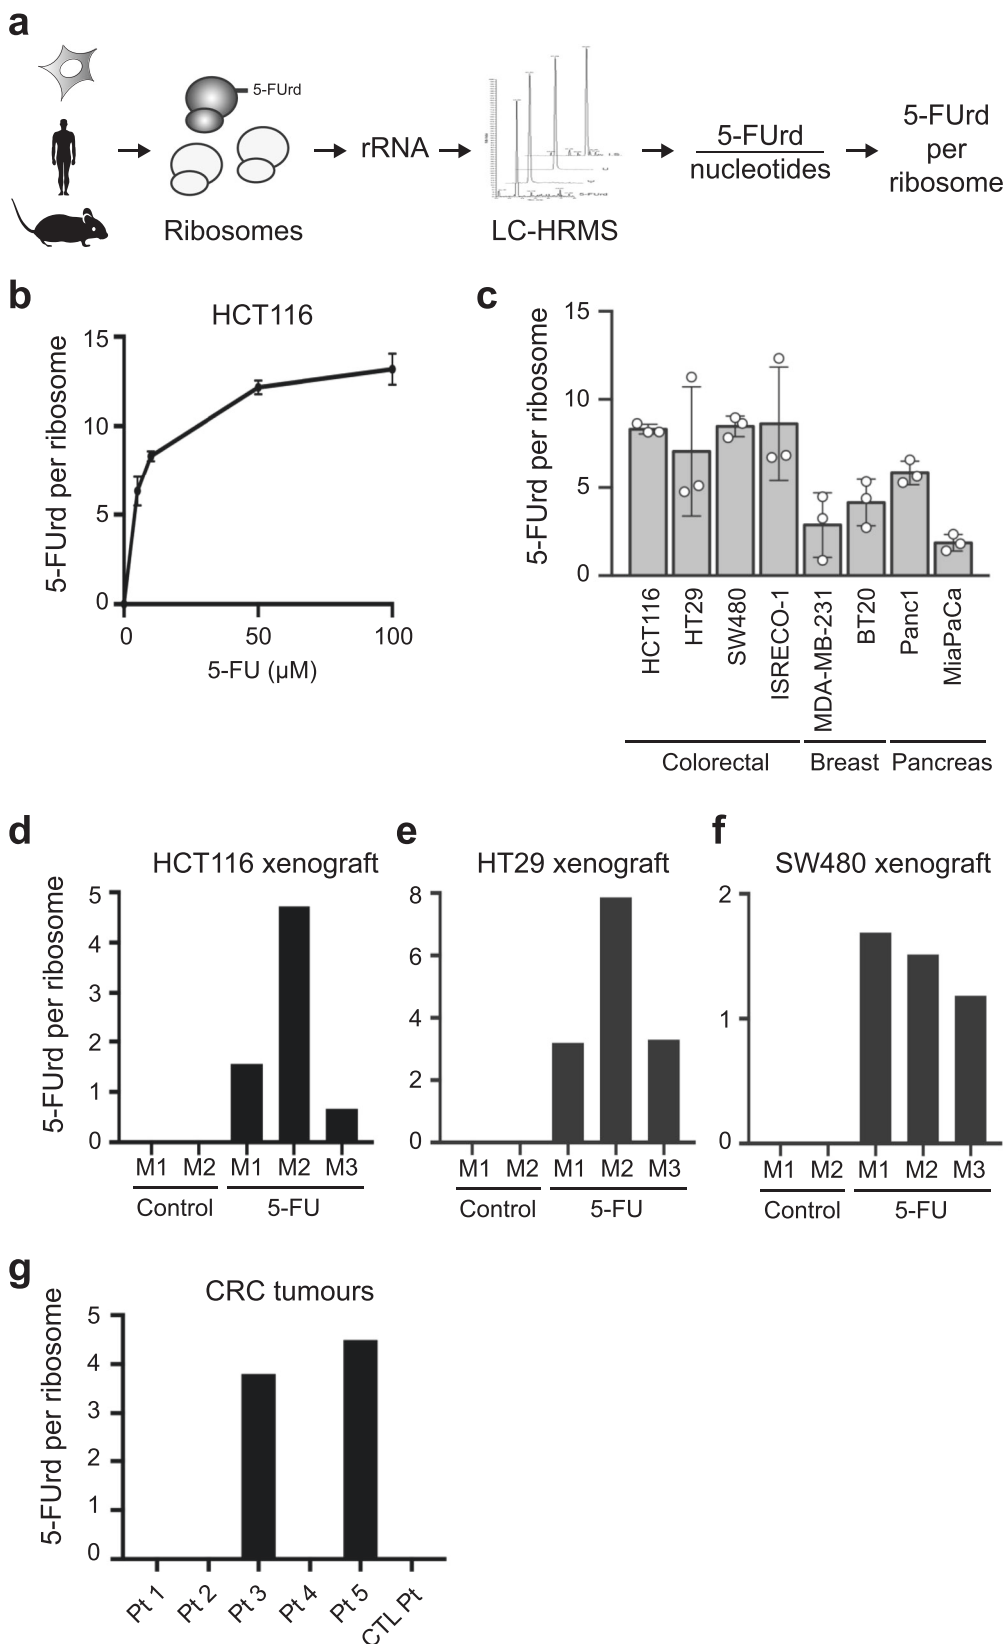 a
5-FUrd
Ribosomes
rRNA
5-FUrd
LC-HRMS
5-FUrd
nucleotides
5-FUrd
per
ribosome
b
HCT116
5-FUrd per ribosome
15
10
5
0
0 50 100
5-FU (µM)
c
5-FUrd per ribosome
15
10
5
0
HCT116
HT29
SW480
ISRECO-1
MDA-MB-231
BT20
Panc1
MiaPaCa
Colorectal Breast Pancreas
d
HCT116 xenograft
5-FUrd per ribosome
5
4
3
2
1
0
M1 M2 M1 M2 M3
Control 5-FU
e
HT29 xenograft
8
6
4
2
0
M1 M2 M1 M2 M3
Control 5-FU
f
SW480 xenograft
2
1
0
M1 M2 M1 M2 M3
Control 5-FU
g
CRC tumours
5-FUrd per ribosome
5
4
3
2
1
0
Pt 1
Pt 2
Pt 3
Pt 4
Pt 5
CTL Pt